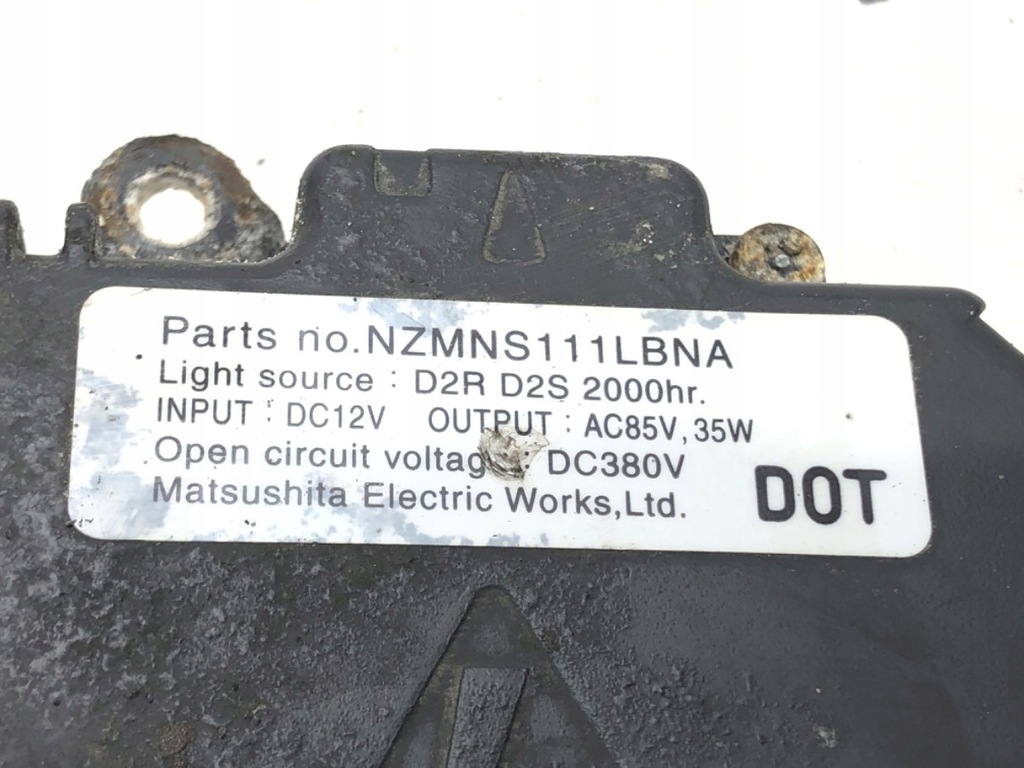 Parts no.NZMNS111LBNA
Light source : D2R D2S 2000hr.
INPUT : DC12V OUTPUT : AC85V,35W
Open circuit voltage : DC380V
Matsushita Electric Works,Ltd.
DOT